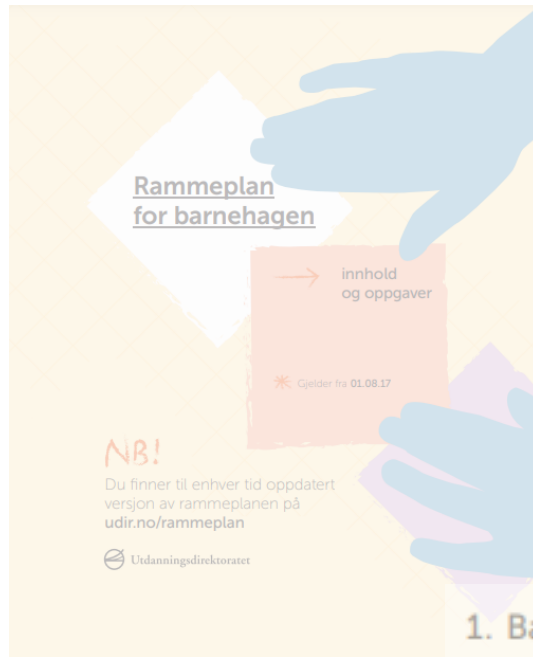 Rammeplan
for barnehagen
innhold
og oppgaver
Gjelder fra 01.08.17
NB!
Du finner til enhver tid oppdatert
versjon av rammeplanen på
udir.no/rammeplan
Utdanningsdirektoratet
1. Ba